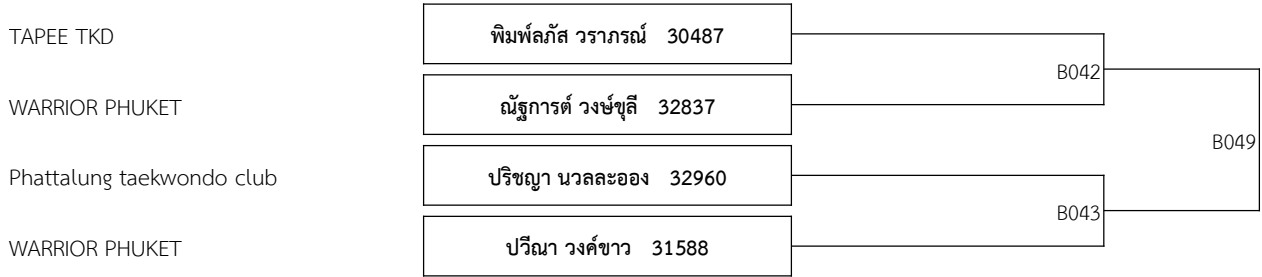 TAPEE TKD
พิมพ์ลภัส วราภรณ์ 30487
B042
WARRIOR PHUKET
ณัฐการต์ วงษ์ขุลี 32837
B049
Phattalung taekwondo club
ปริชญา นวลละออง 32960
B043
WARRIOR PHUKET
ปวีณา วงค์ขาว 31588